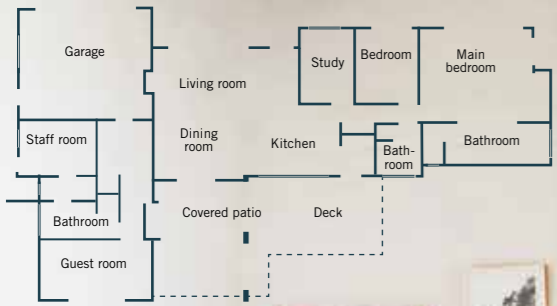 Garage
Living room
Study
Bedroom
Main
bedroom
Staff room
Dining
room
Kitchen
Bath-
room
Bathroom
Bathroom
Covered patio
Deck
Guest room